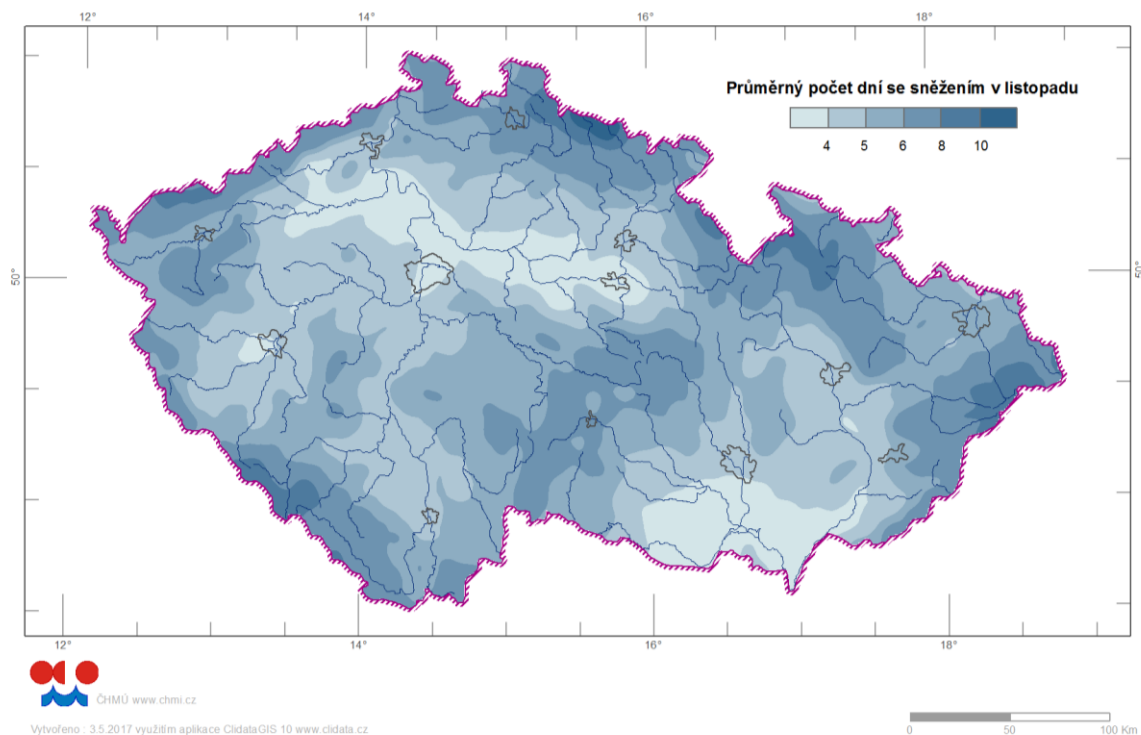 12° 14° 16° 18°
Průměrný počet dní se sněžením v listopadu
4 5 6 8 10
50° 50°
12° 14° 16° 18°
ČHMÚ www.chmi.cz
Vytvořeno : 3.5.2017 využitím aplikace ClidataGIS 10 www.clidata.cz
0 50 100 Km